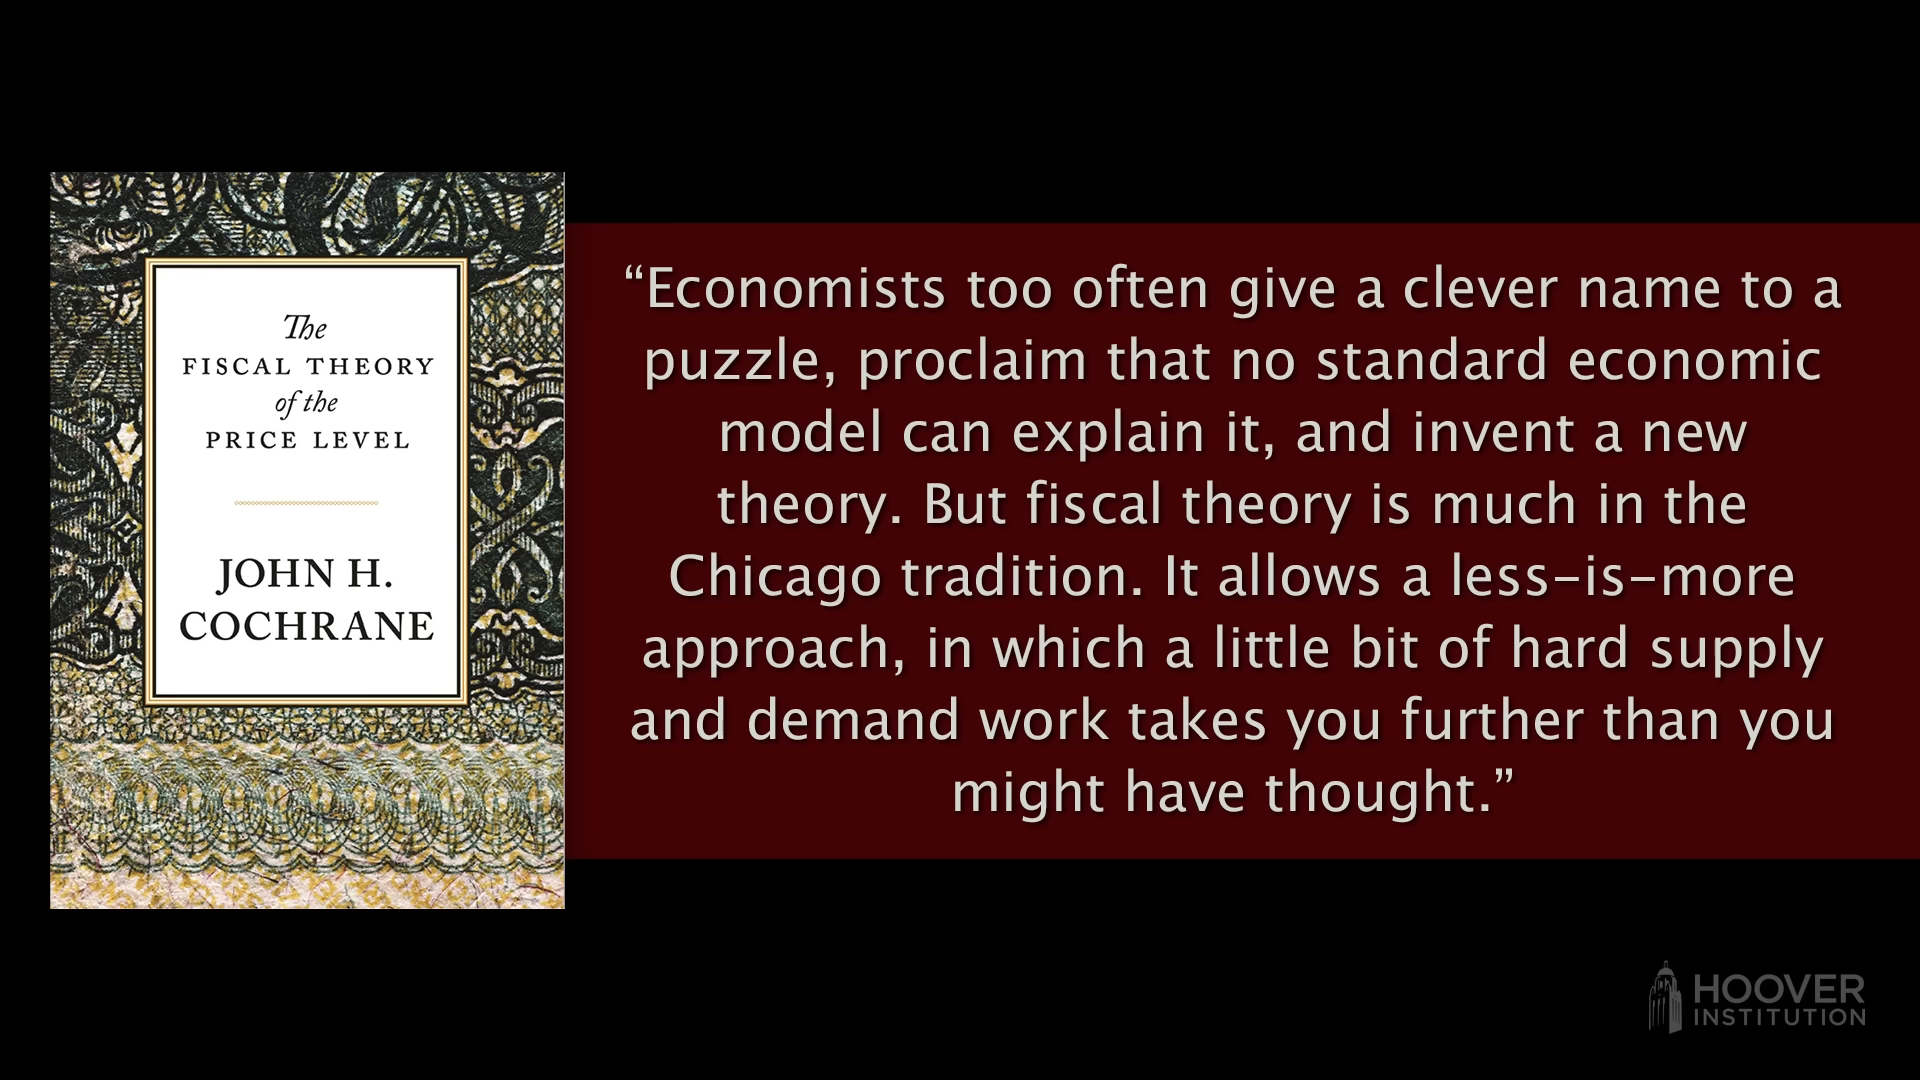 The
FISCAL THEORY
of the
PRICE LEVEL
JOHN H.
COCHRANE
“Economists too often give a clever name to a
puzzle, proclaim that no standard economic
model can explain it, and invent a new
theory. But fiscal theory is much in the
Chicago tradition. It allows a less-is-more
approach, in which a little bit of hard supply
and demand work takes you further than you
might have thought.”
HOOVER
INSTITUTION